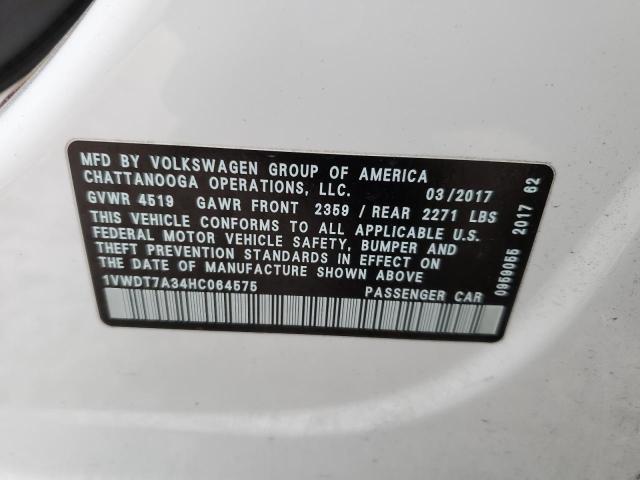 MFD BY VOLKSWAGEN GROUP OF AMERICA
CHATTANOOGA OPERATIONS, LLC. 03/2017
GVWR 4519 GAWR FRONT 2359 / REAR 2271 LBS
THIS VEHICLE CONFORMS TO ALL APPLICABLE U.S.
FEDERAL MOTOR VEHICLE SAFETY, BUMPER AND
THEFT PREVENTION STANDARDS IN EFFECT ON
THE DATE OF MANUFACTURE SHOWN ABOVE
1VWDT7A34HC064575 PASSENGER CAR
0959055 2017 62